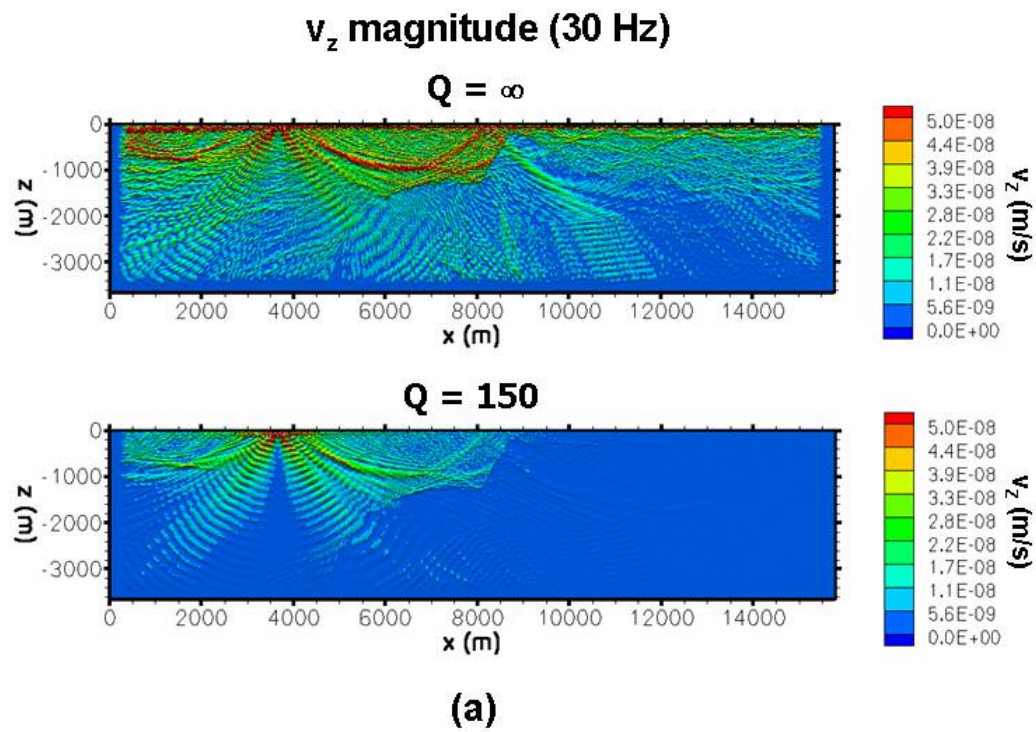 v_z magnitude (30 Hz)
Q = ∞
0
-1000
-2000
-3000
z (m)
0 2000 4000 6000 8000 10000 12000 14000
x (m)
5.0E-08
4.4E-08
3.9E-08
3.3E-08
2.8E-08
2.2E-08
1.7E-08
1.1E-08
5.6E-09
0.0E+00
v_z (m/s)
Q = 150
0
-1000
-2000
-3000
z (m)
0 2000 4000 6000 8000 10000 12000 14000
x (m)
5.0E-08
4.4E-08
3.9E-08
3.3E-08
2.8E-08
2.2E-08
1.7E-08
1.1E-08
5.6E-09
0.0E+00
v_z (m/s)
(a)